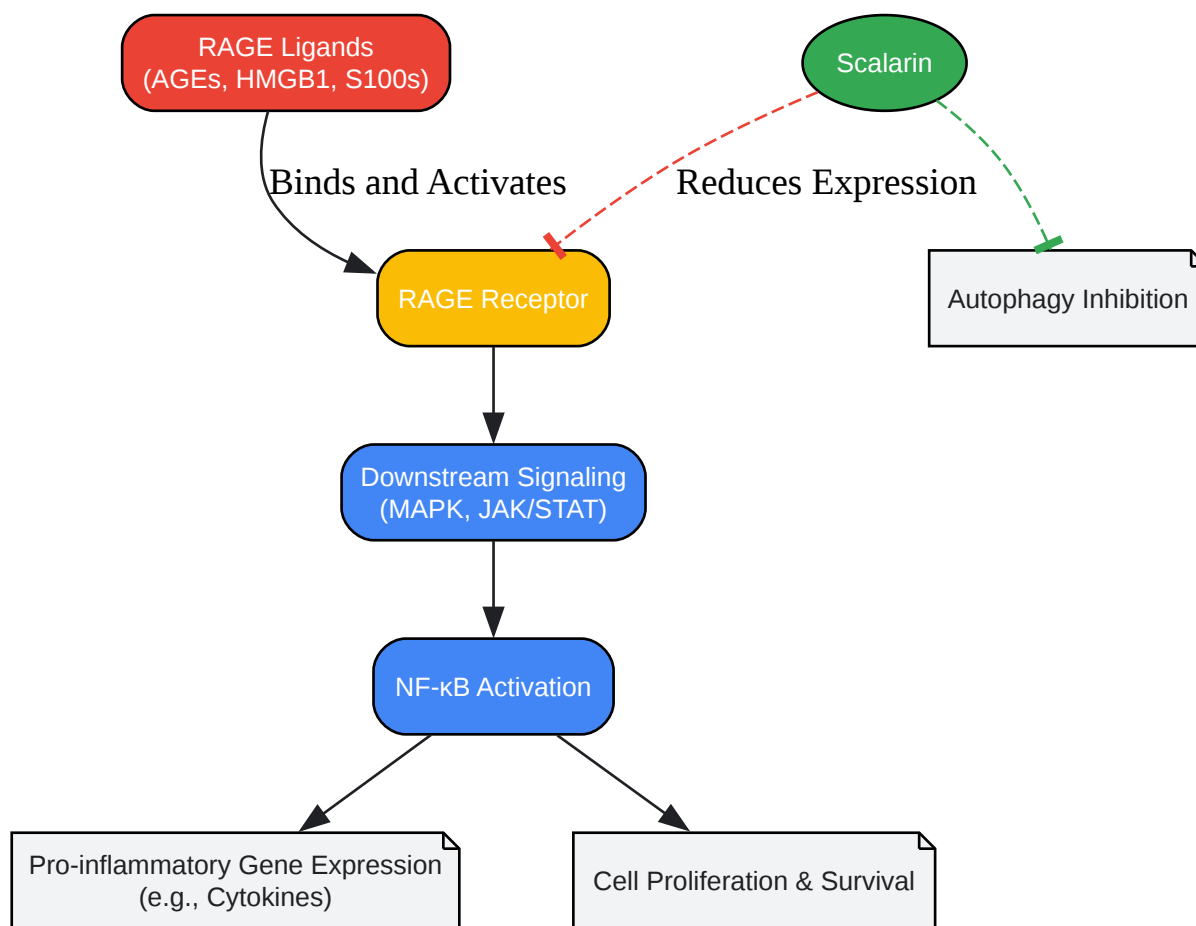 RAGE Ligands
(AGEs, HMGB1, S100s)
Scalarin
Binds and Activates
Reduces Expression
RAGE Receptor
Autophagy Inhibition
Downstream Signaling
(MAPK, JAK/STAT)
NF-κB Activation
Pro-inflammatory Gene Expression
(e.g., Cytokines)
Cell Proliferation & Survival